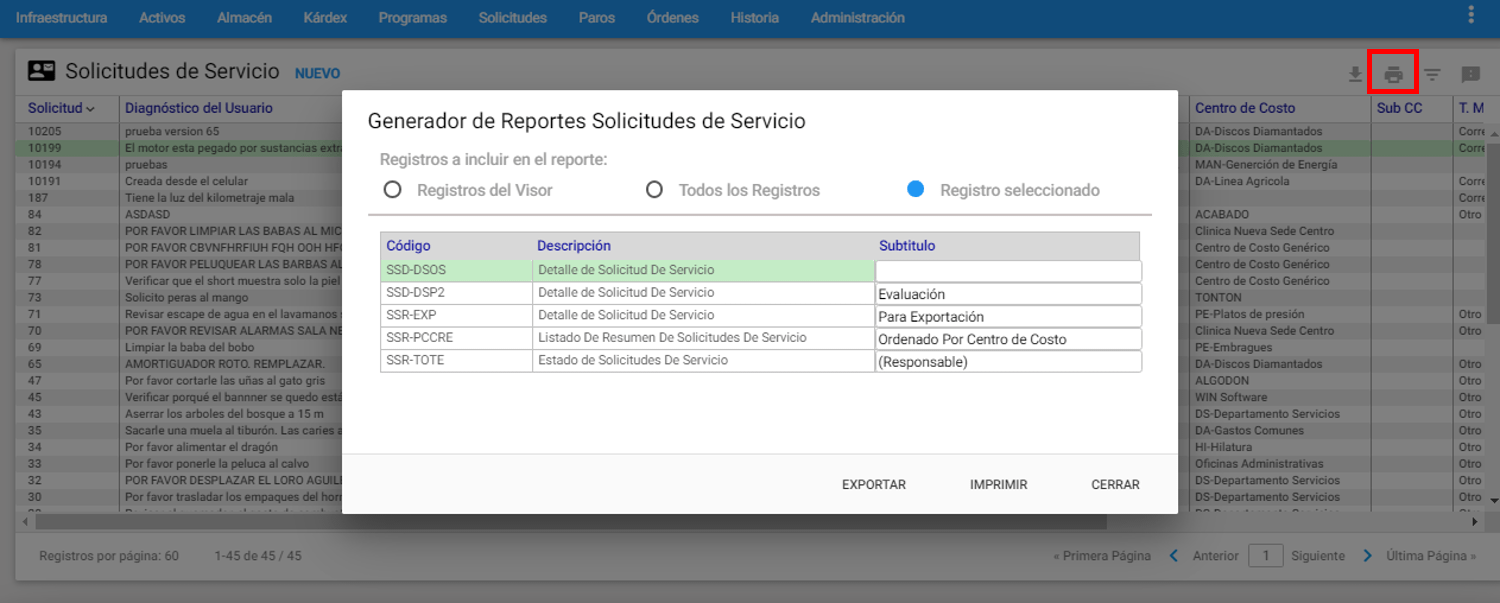 Infraestructura Activos Almacén Kárdex Programas Solicitudes Paros Órdenes Historia Administración
Solicitudes de Servicio NUEVO
Solicitud Diagnóstico del Usuario Centro de Costo Sub CC T. M
Generador de Reportes Solicitudes de Servicio
Registros a incluir en el reporte:
Registros del Visor Todos los Registros Registro seleccionado
Código Descripción Subtitulo
SSD-DSOS Detalle de Solicitud De Servicio
SSD-DSP2 Detalle de Solicitud De Servicio Evaluación
SSR-EXP Detalle de Solicitud De Servicio Para Exportación
SSR-PCCRE Listado De Resumen De Solicitudes De Servicio Ordenado Por Centro de Costo
SSR-TOTE Estado de Solicitudes De Servicio (Responsable)
EXPORTAR IMPRIMIR CERRAR
10205 prueba version 65 DA-Discos Diamantados Corre
10199 El motor esta pegado por sustancias extra DA-Discos Diamantados Corre
10194 pruebas MAN-Generción de Energía
10191 Creada desde el celular DA-Linea Agricola Corre
187 Tiene la luz del kilometraje mala Corre
84 ASDASD ACABADO Otro
82 POR FAVOR LIMPIAR LAS BABAS AL MIC Clinica Nueva Sede Centro
81 POR FAVOR CBVNFHRFIUH FQH OOH HFO Centro de Costo Genérico
78 POR FAVOR PELUQUEAR LAS BARBAS AL Centro de Costo Genérico
77 Verificar que el short muestra solo la piel Centro de Costo Genérico
73 Solicito peras al mango TONTON
71 Revisar escape de agua en el lavamanos PE-Platos de presión Otro
70 POR FAVOR REVISAR ALARMAS SALA NE Clinica Nueva Sede Centro Otro
69 Limpiar la baba del bobo PE-Embragues
65 AMORTIGUADOR ROTO. REMPLAZAR. DA-Discos Diamantados Otro
47 Por favor cortarle las uñas al gato gris ALGODON Otro
45 Verificar porqué el bannner se quedo está WIN Software Otro
43 Aserrar los arboles del bosque a 15 m DS-Departamento Servicios Otro
35 Sacarle una muela al tiburón. Las caries a DA-Gastos Comunes Otro
34 Por favor alimentar el dragón HI-Hilatura Otro
33 Por favor ponerle la peluca al calvo Oficinas Administrativas Otro
32 POR FAVOR DESPLAZAR EL LORO AGUILE DS-Departamento Servicios Otro
30 Por favor trasladar los empaques del horn DS-Departamento Servicios Otro
Registros por página: 60 1-45 de 45 / 45 « Primera Página Anterior 1 Siguiente Última Página »